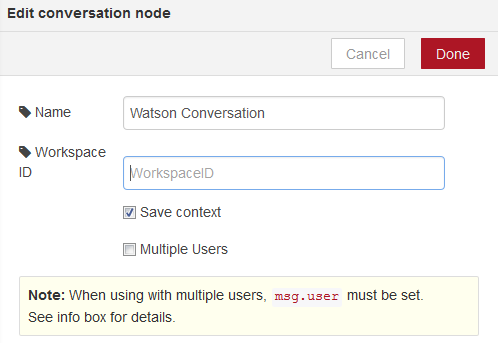 Edit conversation node
Cancel Done
Name Watson Conversation
Workspace
ID WorkspaceID
Save context
Multiple Users
Note: When using with multiple users, msg.user must be set.
See info box for details.